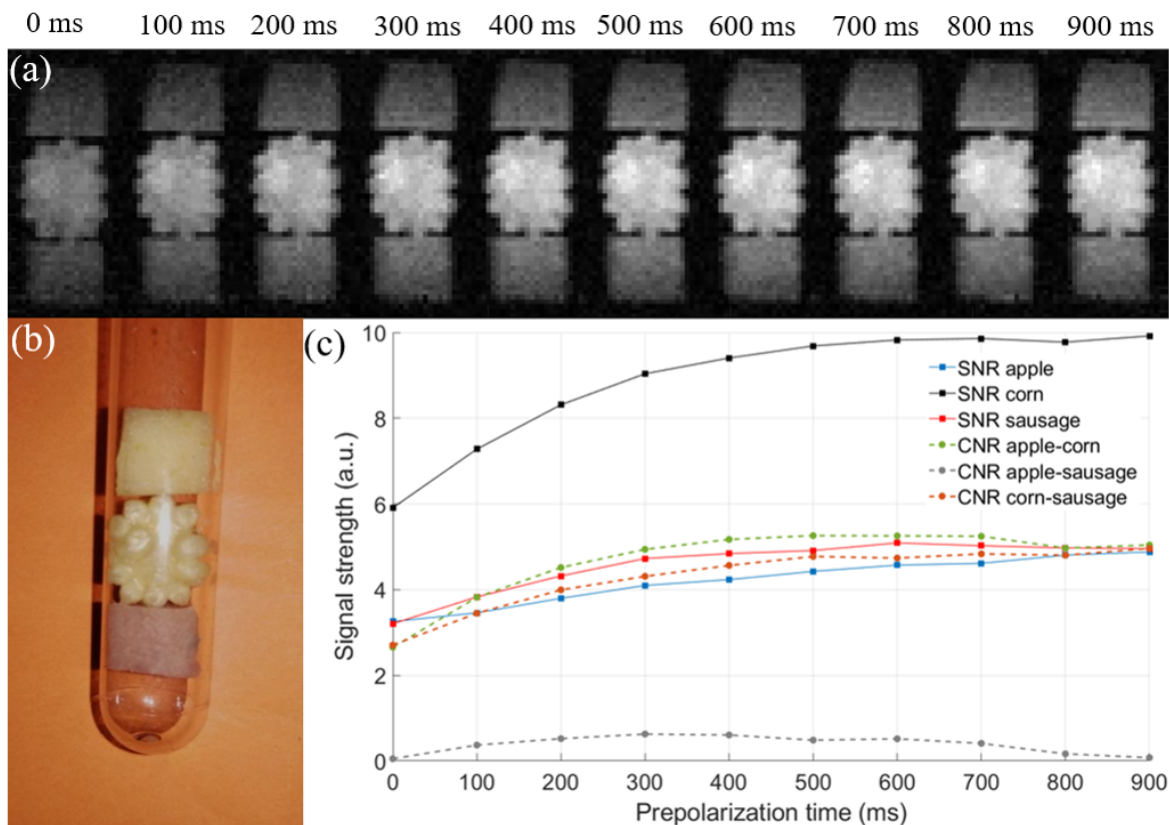 0 ms 100 ms 200 ms 300 ms 400 ms 500 ms 600 ms 700 ms 800 ms 900 ms
(a)
(b)
(c)
10
8
6
4
2
0
Signal strength (a.u.)
SNR apple
SNR corn
SNR sausage
CNR apple-corn
CNR apple-sausage
CNR corn-sausage
0 100 200 300 400 500 600 700 800 900
Prepolarization time (ms)